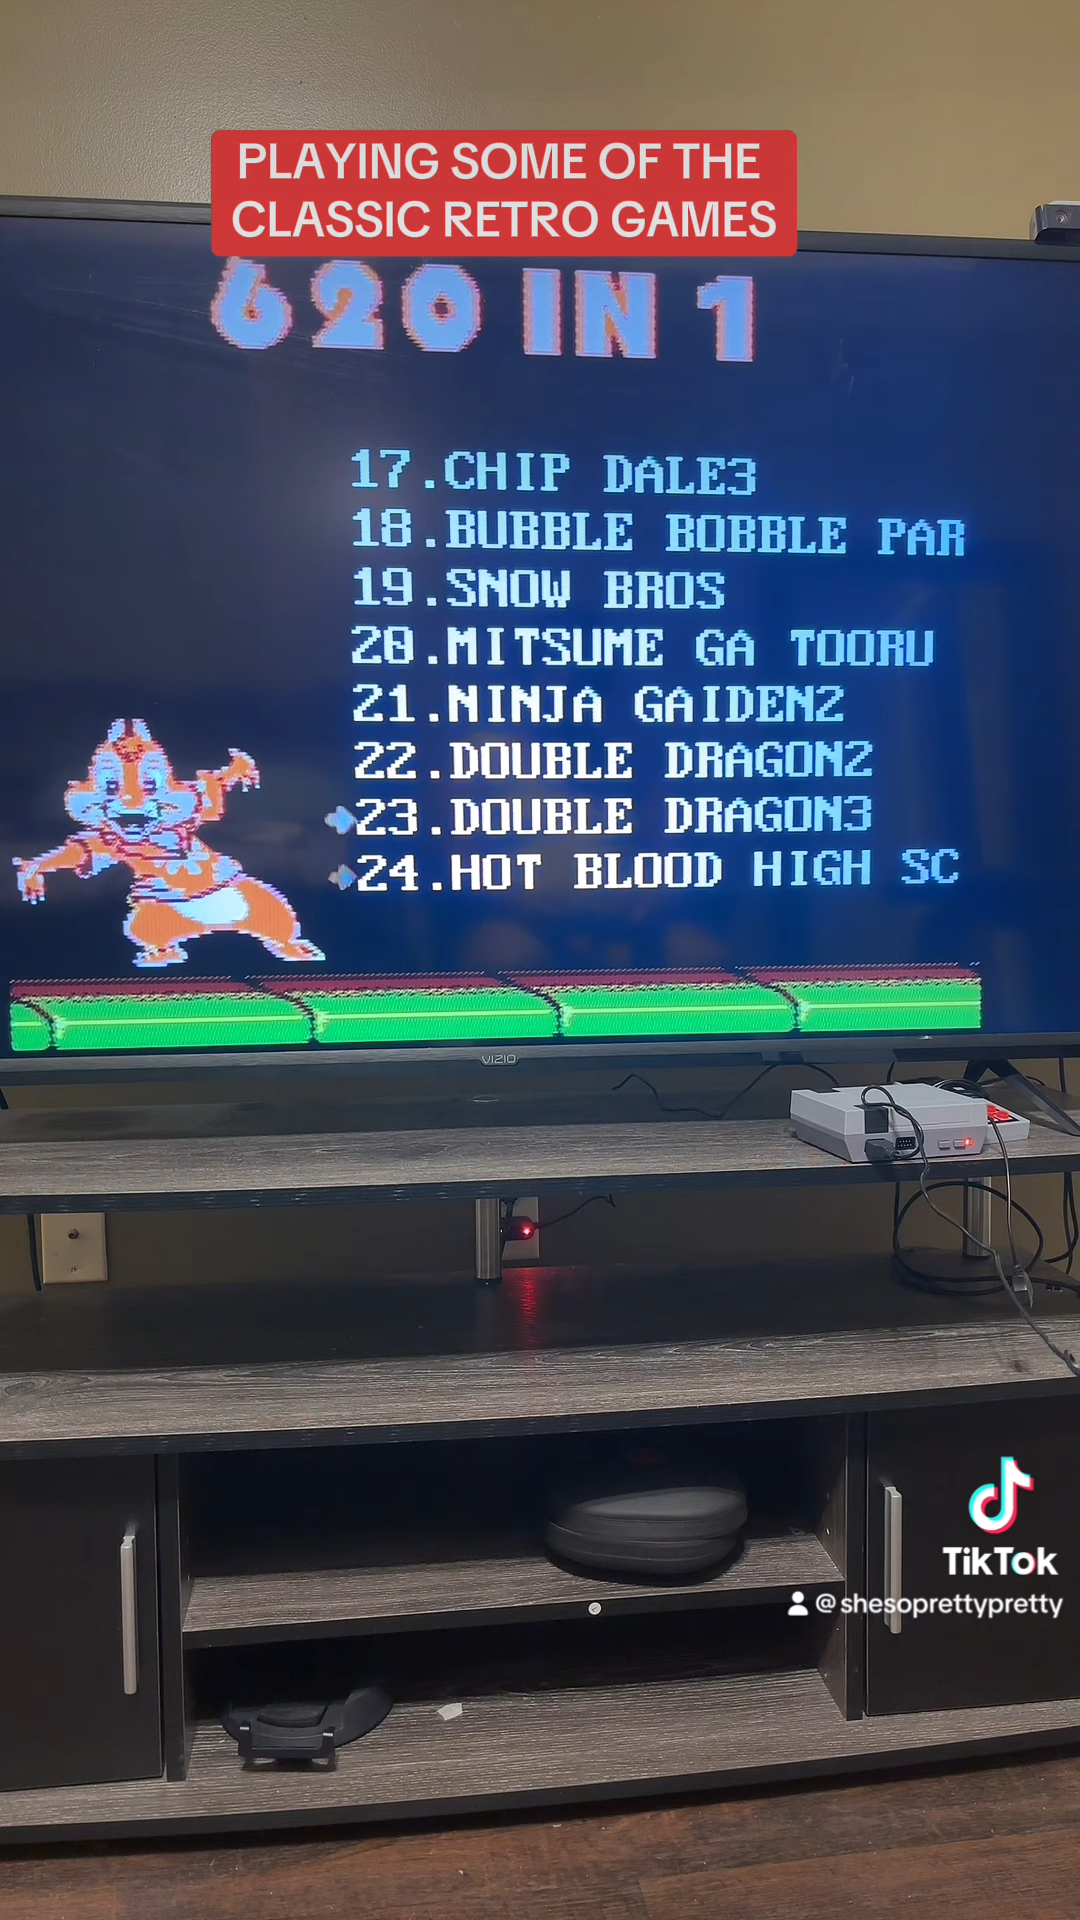 PLAYING SOME OF THE
CLASSIC RETRO GAMES
620 IN 1
17.CHIP DALE3
18.BUBBLE BOBBLE PAR
19.SNOW BROS
20.MITSUME GA TOORU
21.NINJA GAIDEN2
22.DOUBLE DRAGON2
23.DOUBLE DRAGON3
24.HOT BLOOD HIGH SC
VIZIO
TikTok
@shesoprettypretty